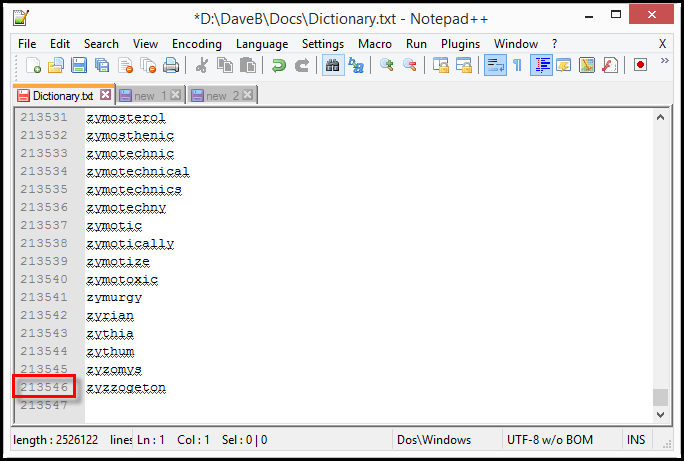 *D:\DaveB\Docs\Dictionary.txt - Notepad++
File Edit Search View Encoding Language Settings Macro Run Plugins Window ? X
Dictionary.txt new 1 new 2
213531 zymosterol
213532 zymosthenic
213533 zymotechnic
213534 zymotechnical
213535 zymotechnics
213536 zymotechny
213537 zymotic
213538 zymotically
213539 zymotize
213540 zymotoxic
213541 zymurgy
213542 zyrian
213543 zythia
213544 zythum
213545 zyzomys
213546 zyzzogeton
213547
length : 2526122 lines Ln : 1 Col : 1 Sel : 0 | 0 Dos\Windows UTF-8 w/o BOM INS